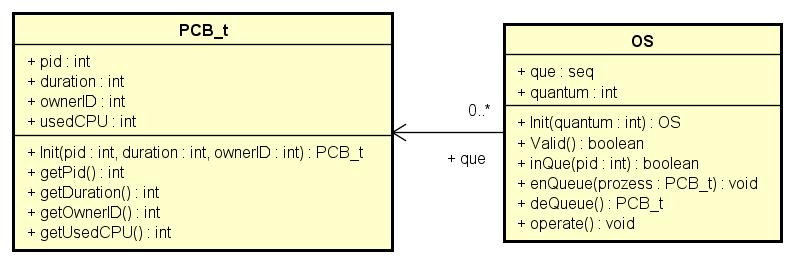 PCB_t
+ pid : int
+ duration : int
+ ownerID : int
+ usedCPU : int
+ Init(pid : int, duration : int, ownerID : int) : PCB_t
+ getPid() : int
+ getDuration() : int
+ getOwnerID() : int
+ getUsedCPU() : int
0..*
+ que
OS
+ que : seq
+ quantum : int
+ Init(quantum : int) : OS
+ Valid() : boolean
+ inQue(pid : int) : boolean
+ enQueue(prozess : PCB_t) : void
+ deQueue() : PCB_t
+ operate() : void